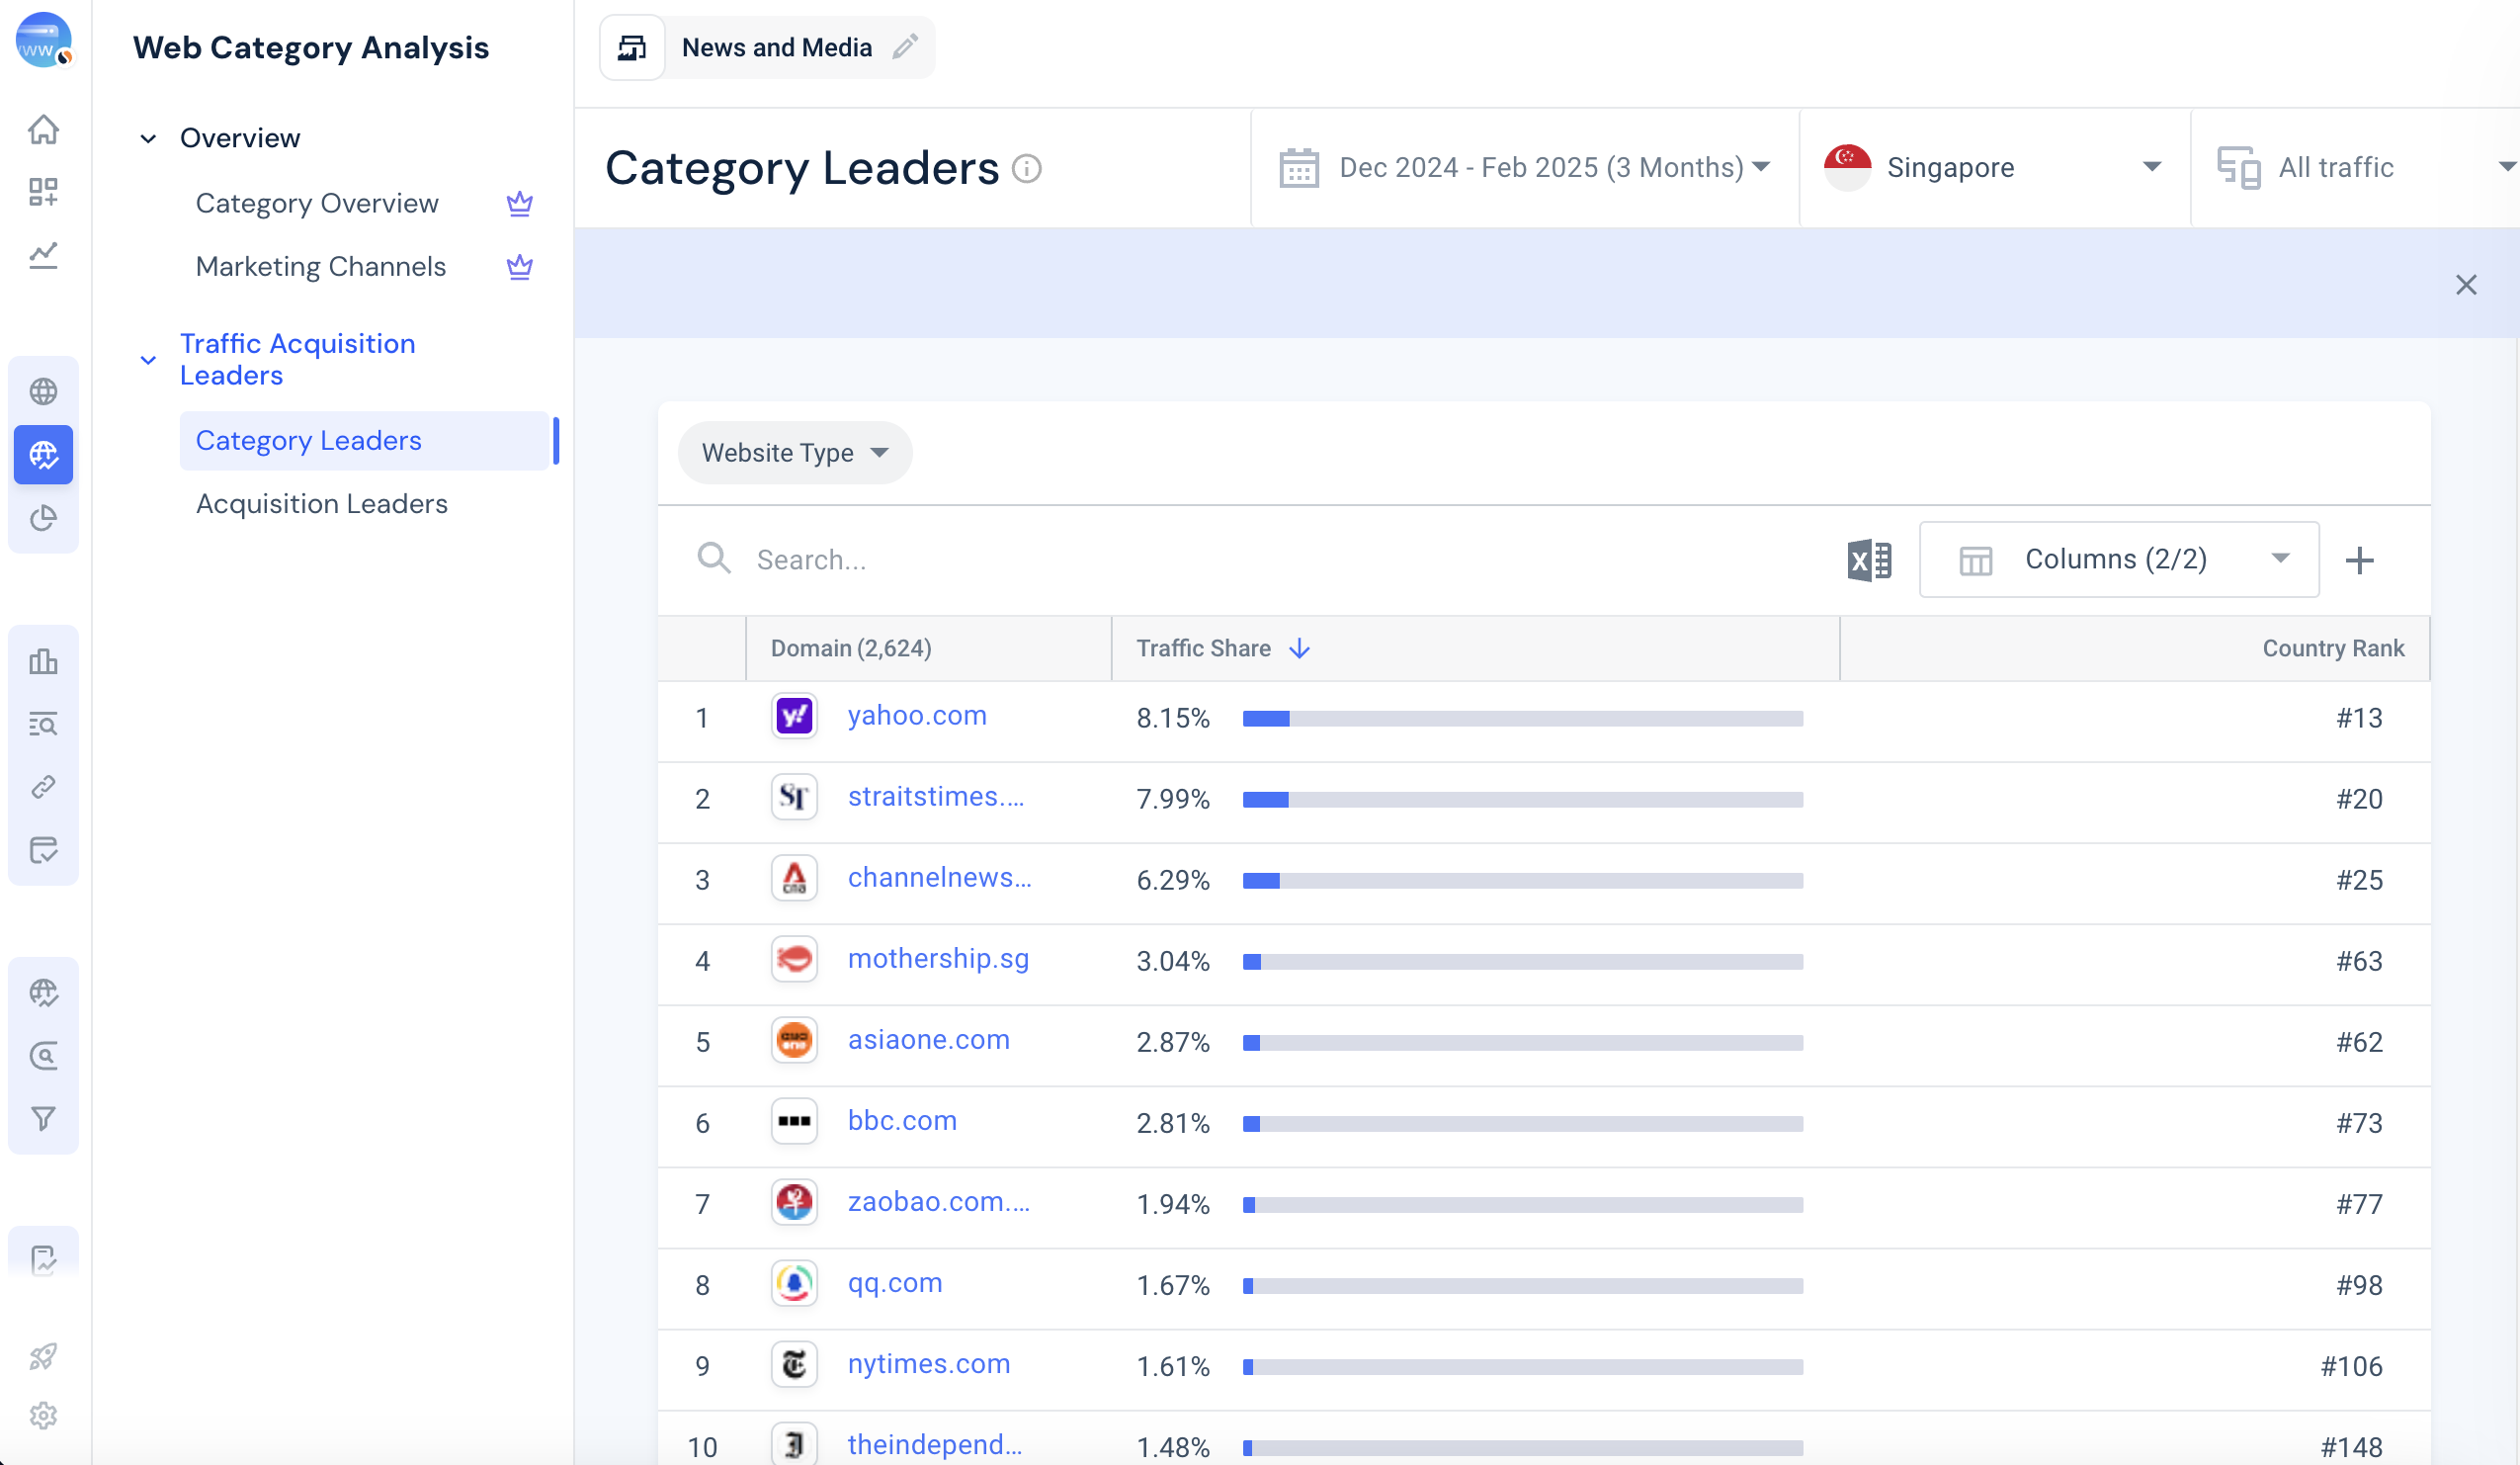 Web Category Analysis
Overview
Category Overview
Marketing Channels
Traffic Acquisition
Leaders
Category Leaders
Acquisition Leaders
News and Media
Category Leaders
Dec 2024 - Feb 2025 (3 Months)
Singapore
All traffic
Website Type
Search...
Columns (2/2)
Domain (2,624) Traffic Share Country Rank
1 yahoo.com 8.15% #13
2 straitstimes.... 7.99% #20
3 channelnews... 6.29% #25
4 mothership.sg 3.04% #63
5 asiaone.com 2.87% #62
6 bbc.com 2.81% #73
7 zaobao.com.... 1.94% #77
8 qq.com 1.67% #98
9 nytimes.com 1.61% #106
10 theindepend... 1.48% #148